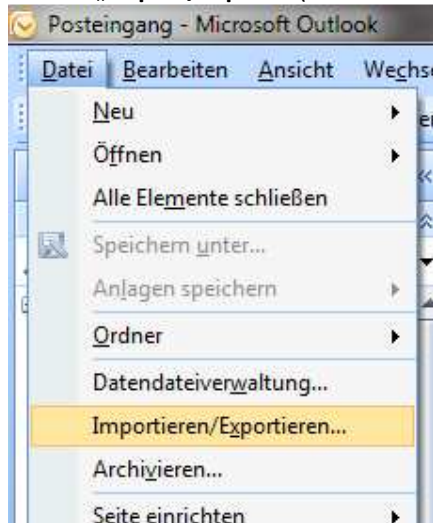 Posteingang - Microsoft Outlook
Datei Bearbeiten Ansicht
Neu
Öffnen
Alle Elemente schließen
Speichern unter...
Anlagen speichern
Ordner
Datendateiverwaltung...
Importieren/Exportieren...
Archivieren...
Seite einrichten